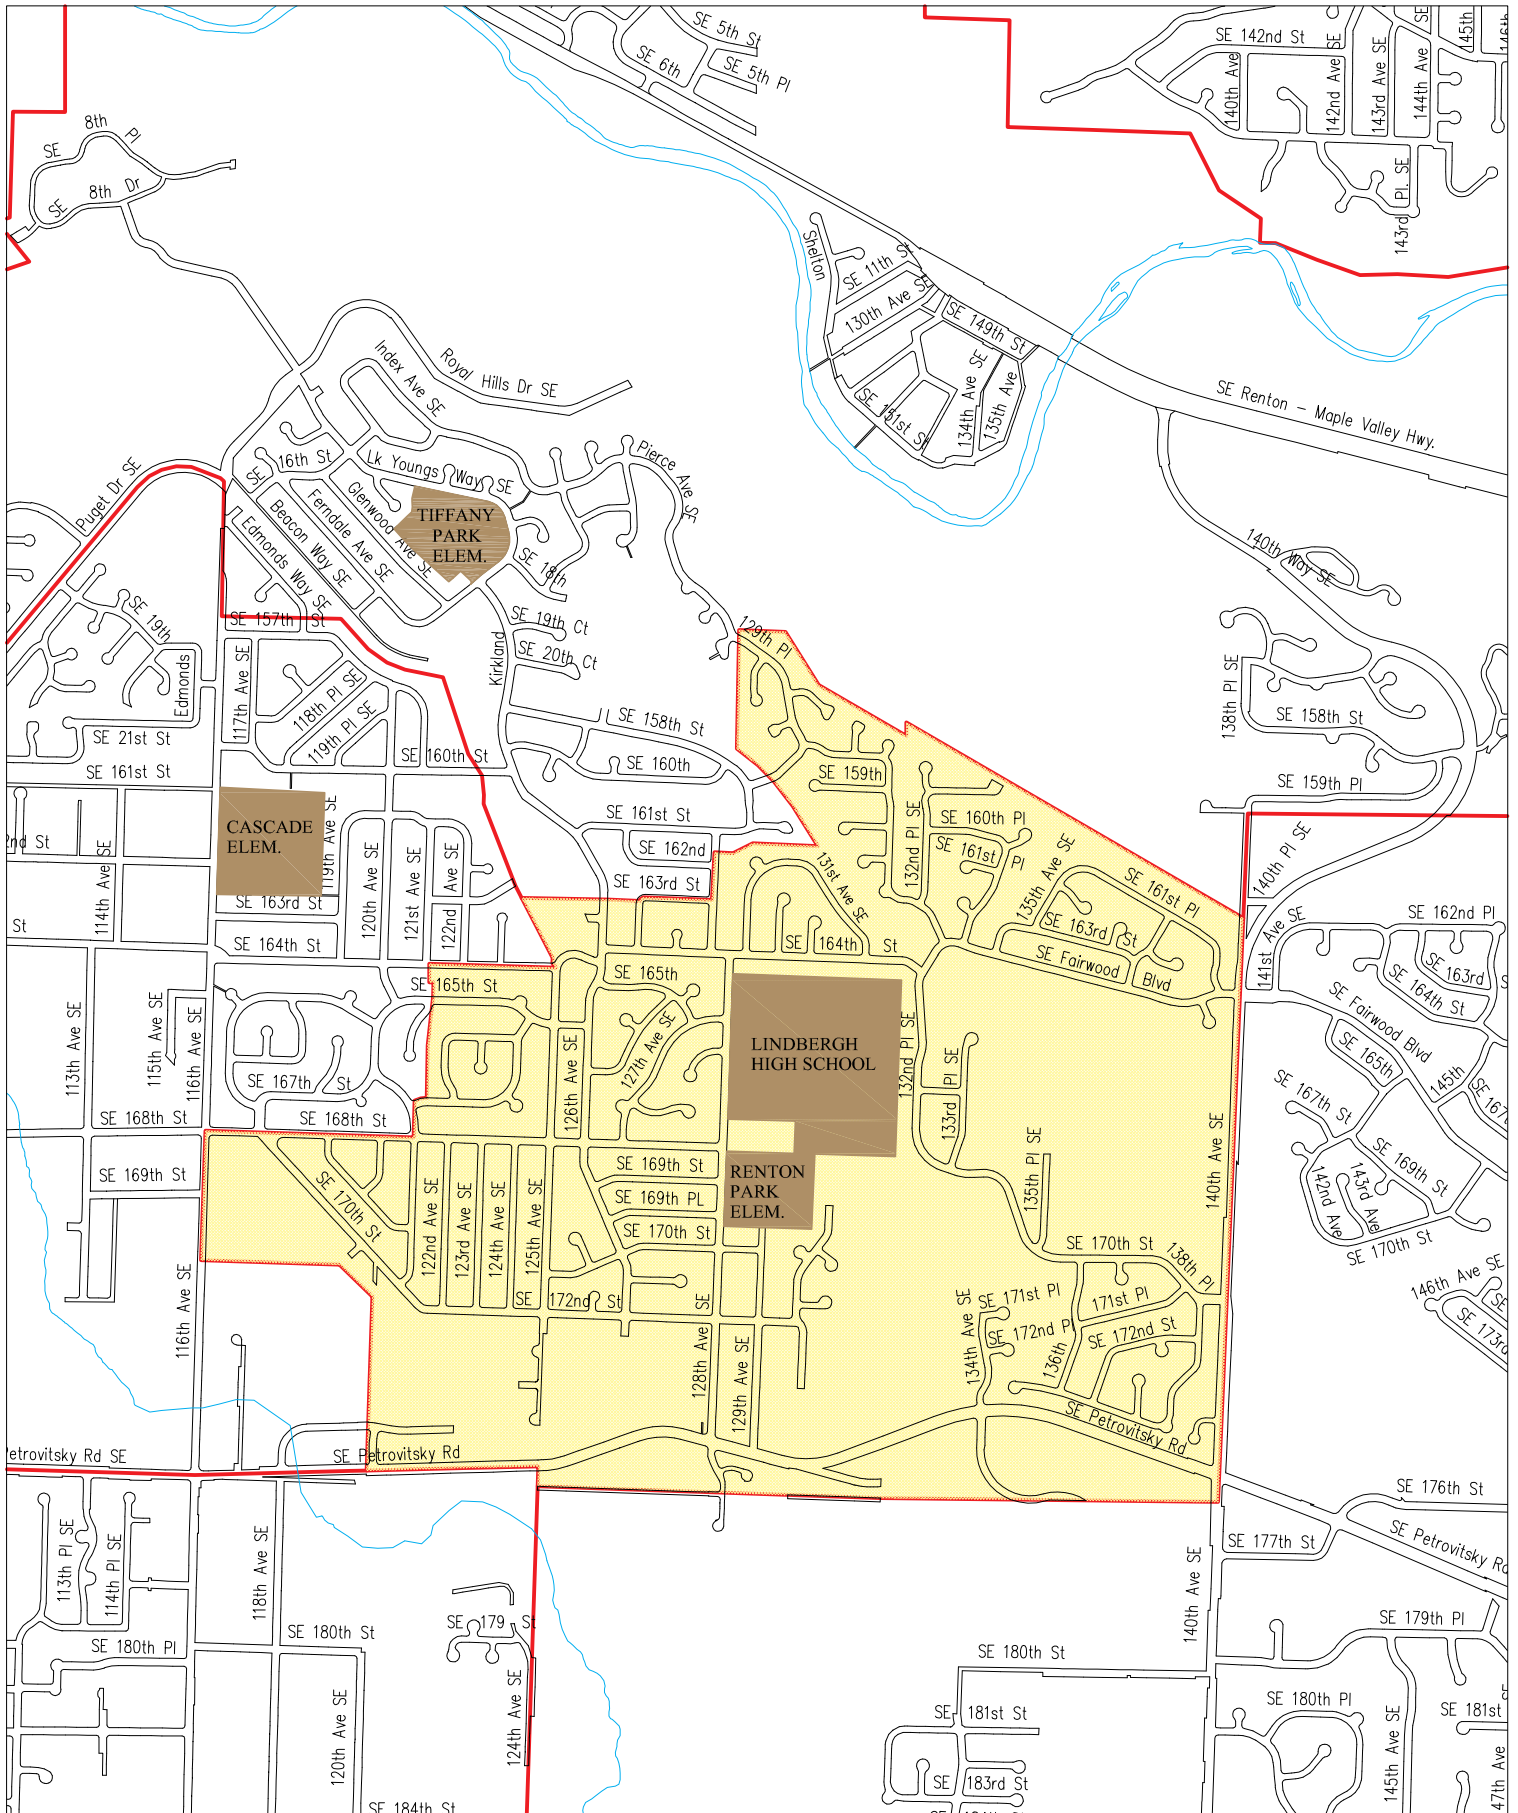 SE 5th St
SE 6th
SE 5th Pl
SE 142nd St
140th Ave
142nd Ave SE
143rd Ave SE
144th Ave
SE
145th
146th
143rd Pl. SE
8th Pl
SE
8th Dr
SE
Shelton
SE 11th St
130th Ave SE
SE 149th St
134th Ave SE
135th Ave
SE 151st St
SE Renton - Maple Valley Hwy.
Royal Hills Dr SE
Index Ave SE
16th St
SE
Lk Youngs Way SE
Pierce Ave SE
Puget Dr SE
Glenwood Ave SE
Ferndale Ave SE
Beacon Way SE
Edmonds Way SE
TIFFANY
PARK
ELEM.
SE 18th
140th Way SE
SE 19th
SE 157th St
SE 19th Ct
SE 20th Ct
Kirkland
129th Pl
Edmonds
117th Ave SE
118th Pl SE
119th Pl SE
SE 21st St
SE 158th St
138th Pl SE
SE 158th St
SE 160th St
SE 160th
SE 159th
SE 161st St
SE 159th Pl
CASCADE
ELEM.
119th Ave SE
2nd St
SE 161st St
SE 162nd
SE 163rd St
132nd Pl SE
SE 160th Pl
SE 161st Pl
135th Ave SE
SE 161st Pl
140th Pl SE
114th Ave SE
120th Ave SE
121st Ave SE
122nd Ave SE
131st Ave SE
SE 163rd St
SE 163rd St
SE 162nd Pl
St
SE 164th St
SE 164th St
SE Fairwood Blvd
141st Ave SE
SE 163rd S
SE 164th St
SE 165th St
SE 165th
LINDBERGH
HIGH SCHOOL
SE Fairwood Blvd
SE 165th
113th Ave SE
115th Ave SE
116th Ave SE
126th Ave SE
127th Ave SE
132nd Pl SE
133rd Pl SE
145th
SE 167th St
SE 167
SE 167th St
SE 168th St
SE 168th St
140th Ave SE
SE 169th St
SE 169th St
SE 169th St
RENTON
PARK
ELEM.
SE 169th PL
SE 170th St
135th Pl SE
142nd Ave
143rd Ave
SE 170th St
SE 170th St
122nd Ave SE
123rd Ave SE
124th Ave SE
125th Ave SE
SE 170th St
138th Pl
146th Ave SE
SE
SE 173rd
SE 172nd St
116th Ave SE
SE 171st Pl
171st Pl
SE 172nd Pl
SE 172nd St
134th Ave SE
136th
128th Ave SE
129th Ave SE
SE Petrovitsky Rd
Petrovitsky Rd SE
SE Petrovitsky Rd
SE 176th St
SE 177th St
SE Petrovitsky Rd
113th Pl SE
114th Pl SE
118th Ave SE
140th Ave SE
SE 179 St
SE 179th Pl
SE 180th St
SE 180th Pl
SE 180th St
120th Ave SE
124th Ave SE
SE 180th Pl
SE 181st St
SE 181st
145th Ave SE
47th Ave
SE
SE 183rd St
SE 184th St